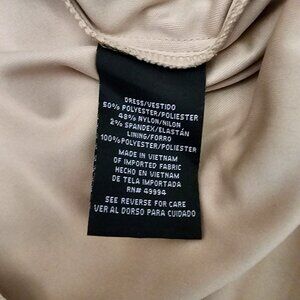 DRESS/VESTIDO
50% POLYESTER/POLIESTER
48% NYLON/NILON
2% SPANDEX/ELASTÁN
LINING/FORRO
100%POLYESTER/POLIESTER
MADE IN VIETNAM
OF IMPORTED FABRIC
HECHO EN VIETNAM
DE TELA IMPORTADA
RN# 49994
SEE REVERSE FOR CARE
VER AL DORSO PARA CUIDADO